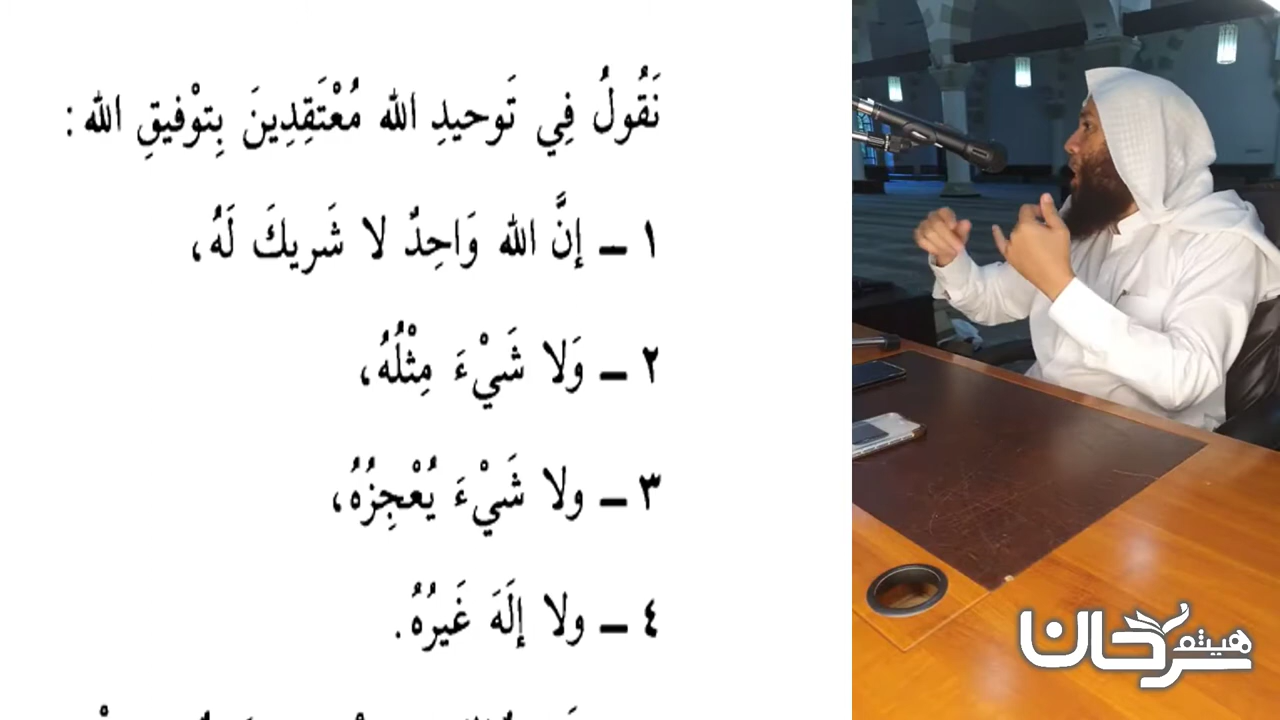 نَقُولُ فِي تَوحيدِ الله مُعْتَقِدِينَ بِتوْفيقِ الله :
١ ـ إنَّ الله وَاحِدٌ لا شَريكَ لَهُ،
٢ ـ وَلا شَيْءَ مِثْلُهُ،
٣ ـ ولا شَيْءَ يُعْجِزُهُ،
٤ ـ ولا إلَهَ غَيرُهُ.
هيثم
سرحان